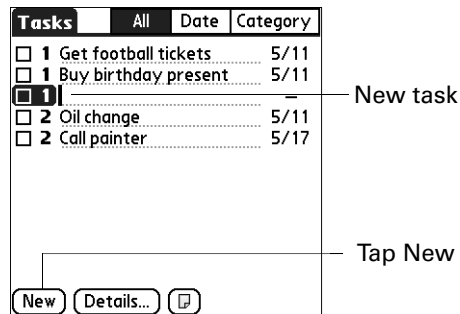 Tasks All Date Category
1 Get football tickets 5/11
1 Buy birthday present 5/11
1 –
New task
2 Oil change 5/11
2 Call painter 5/17
Tap New
New Details...